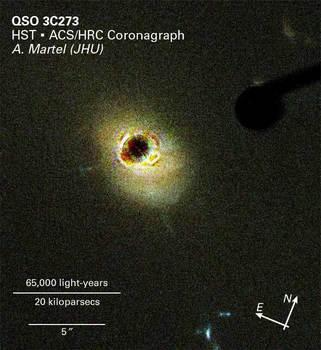 QSO 3C273
HST • ACS/HRC Coronagraph
A. Martel (JHU)
65,000 light-years
20 kiloparsecs
5″
E
N